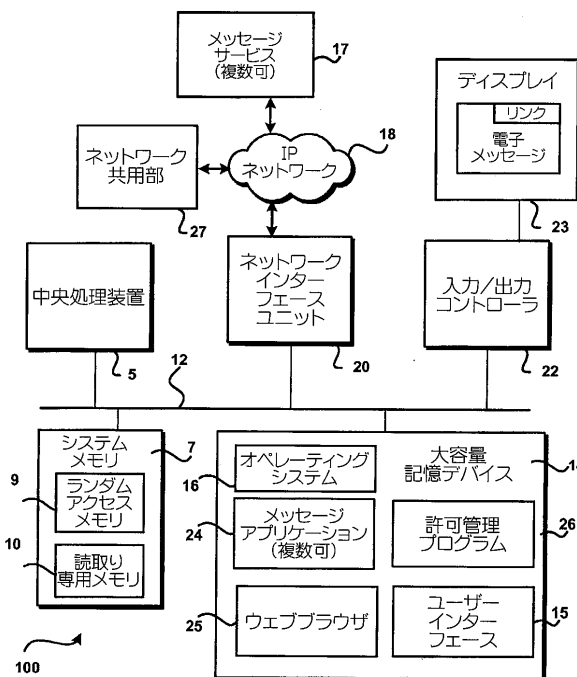 メッセージ
サービス
(複数可)
17
IP
ネットワーク
18
ネットワーク
共用部
27
ディスプレイ
リンク
電子
メッセージ
23
中央処理装置
5
ネットワーク
インター
フェース
ユニット
20
入力/出力
コントローラ
22
12
システム
メモリ
7
9
ランダム
アクセス
メモリ
10
読取り
専用メモリ
大容量
記憶デバイス
16
オペレーティング
システム
24
メッセージ
アプリケーション
(複数可)
許可管理
プログラム
26
25
ウェブブラウザ
ユーザー
インター
フェース
15
100